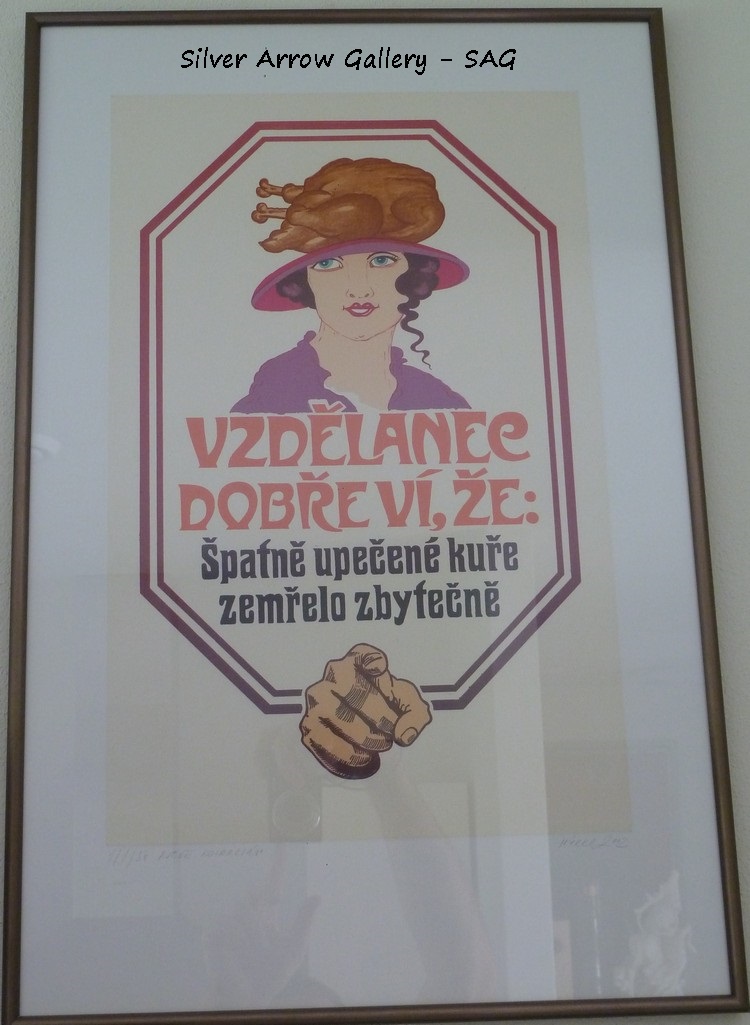 Silver Arrow Gallery - SAG
VZDĚLANEC
DOBŘE VÍ, ŽE:
Špatně upečené kuře
zemřelo zbytečně